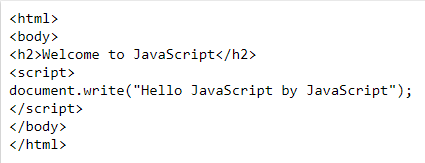 <html>
<body>
<h2>Welcome to JavaScript</h2>
<script>
document.write("Hello JavaScript by JavaScript");
</script>
</body>
</html>